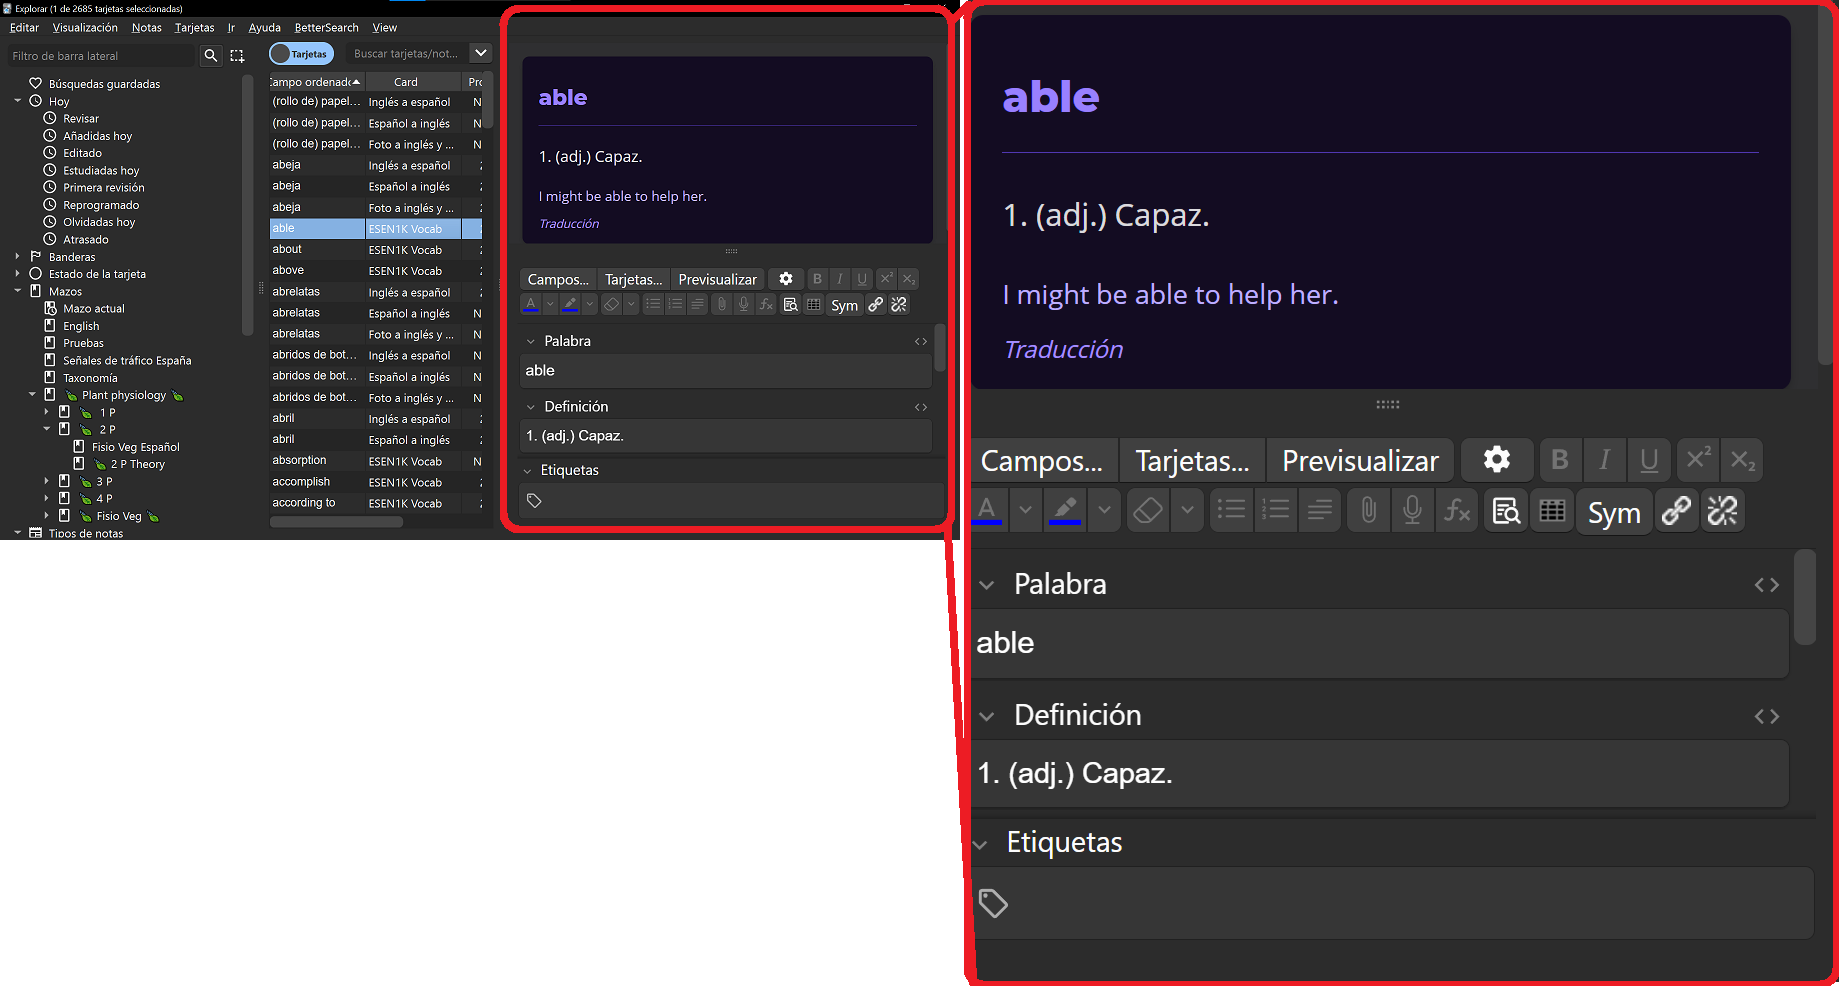 Explorar (1 de 2685 tarjetas seleccionadas)
Editar Visualización Notas Tarjetas Ir Ayuda BetterSearch View
Filtro de barra lateral
Búsquedas guardadas
Hoy
Revisar
Añadidas hoy
Editado
Estudiadas hoy
Primera revisión
Reprogramado
Olvidadas hoy
Atrasado
Banderas
Estado de la tarjeta
Mazos
Mazo actual
English
Pruebas
Señales de tráfico España
Taxonomía
Plant physiology
1 P
2 P
Fisio Veg Español
2 P Theory
3 P
4 P
Fisio Veg
Tipos de notas
Tarjetas Buscar tarjetas/not...
Campo ordenado Card Pro
(rollo de) papel... Inglés a español N
(rollo de) papel... Español a inglés N
(rollo de) papel... Foto a inglés y ... N
abeja Inglés a español
abeja Español a inglés
abeja Foto a inglés y ...
able ESEN1K Vocab
about ESEN1K Vocab
above ESEN1K Vocab
abrelatas Inglés a español N
abrelatas Español a inglés N
abrelatas Foto a inglés y ... N
abridos de bot... Inglés a español N
abridos de bot... Español a inglés N
abridos de bot... Foto a inglés y ... N
abril Inglés a español
abril Español a inglés
absorption ESEN1K Vocab
accomplish ESEN1K Vocab
according to ESEN1K Vocab
able
1. (adj.) Capaz.
I might be able to help her.
Traducción
Campos... Tarjetas... Previsualizar B I U X² X₂
A fx Sym
Palabra <>
able
Definición <>
1. (adj.) Capaz.
Etiquetas
able
1. (adj.) Capaz.
I might be able to help her.
Traducción
Campos... Tarjetas... Previsualizar B I U X² X₂
A fx Sym
Palabra <>
able
Definición <>
1. (adj.) Capaz.
Etiquetas